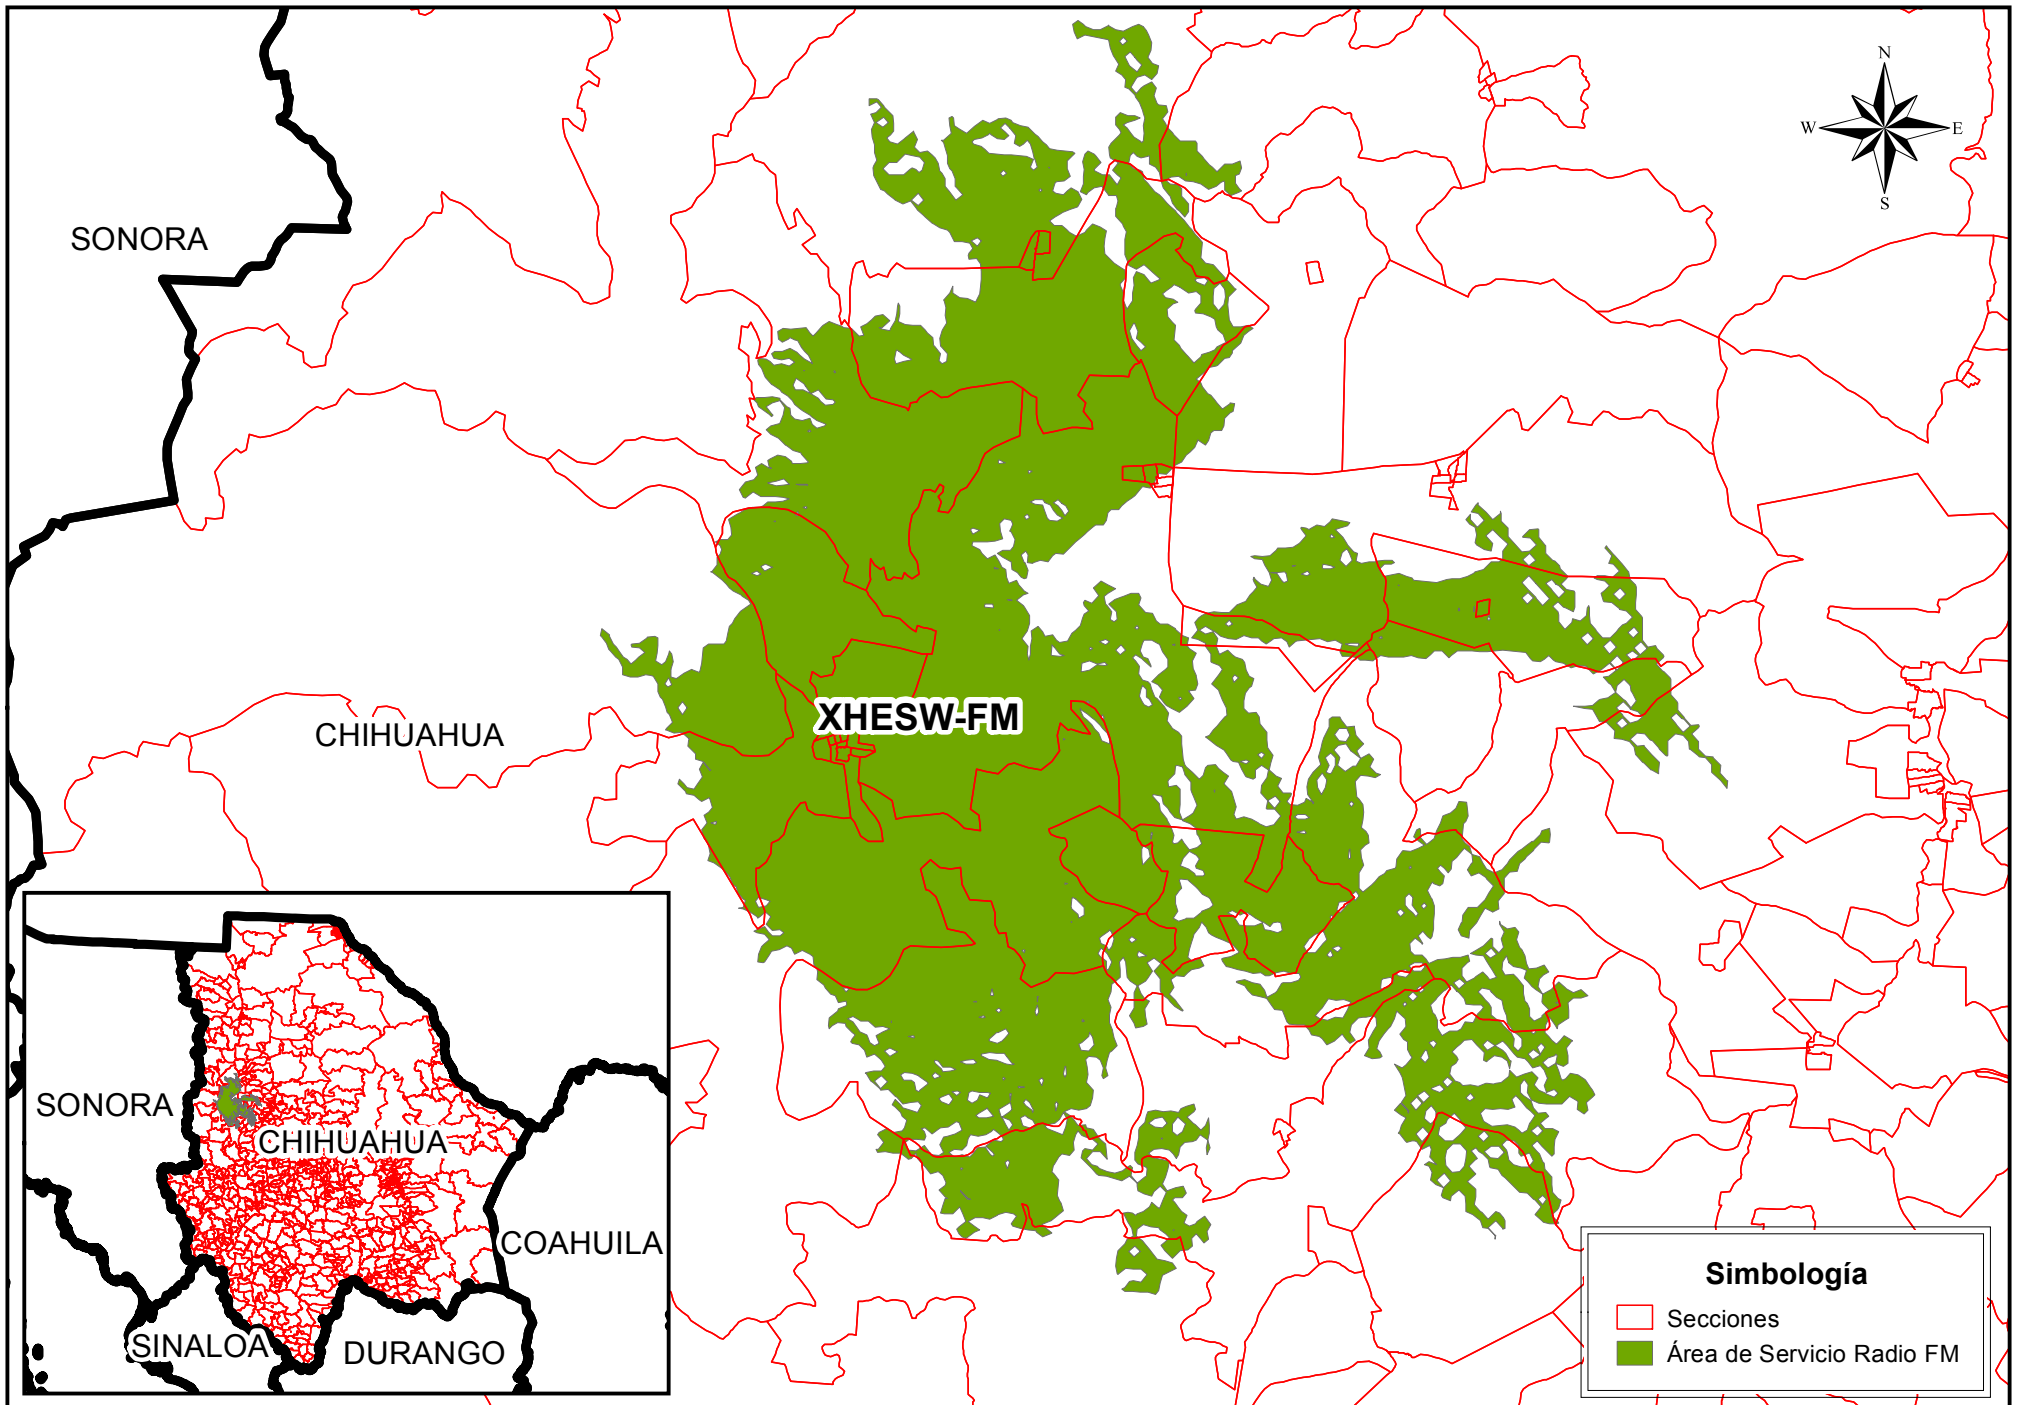 N
W E
S
SONORA
CHIHUAHUA
XHESW-FM
SONORA
CHIHUAHUA
COAHUILA
SINALOA
DURANGO
Simbología
Secciones
Área de Servicio Radio FM